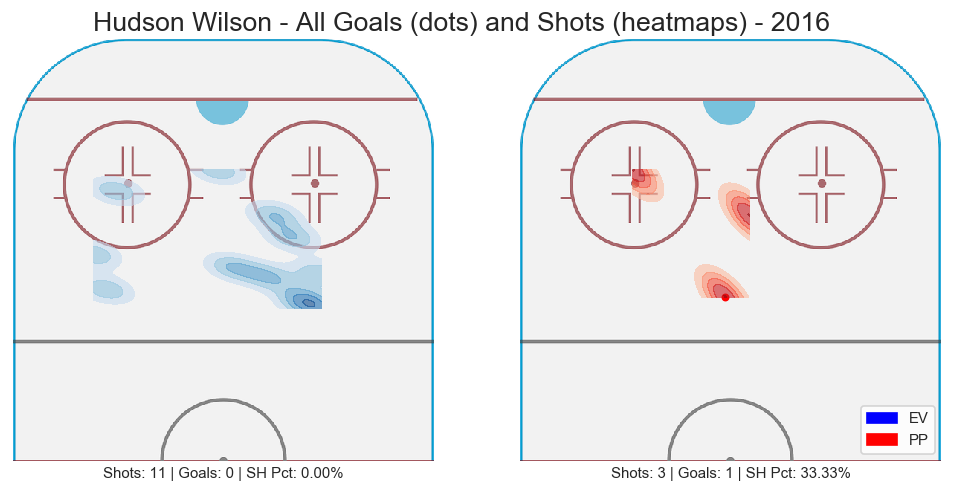 Hudson Wilson - All Goals (dots) and Shots (heatmaps) - 2016
EV
PP
Shots: 11 | Goals: 0 | SH Pct: 0.00%
Shots: 3 | Goals: 1 | SH Pct: 33.33%